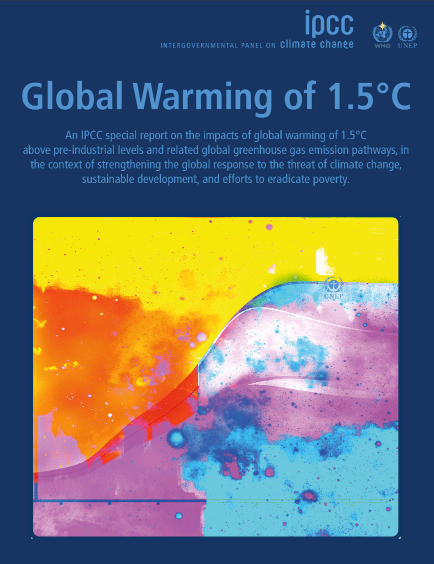 ipcc
INTERGOVERNMENTAL PANEL ON climate change
WMO UNEP
Global Warming of 1.5°C
An IPCC special report on the impacts of global warming of 1.5°C
above pre-industrial levels and related global greenhouse gas emission pathways, in
the context of strengthening the global response to the threat of climate change,
sustainable development, and efforts to eradicate poverty.
UNEP